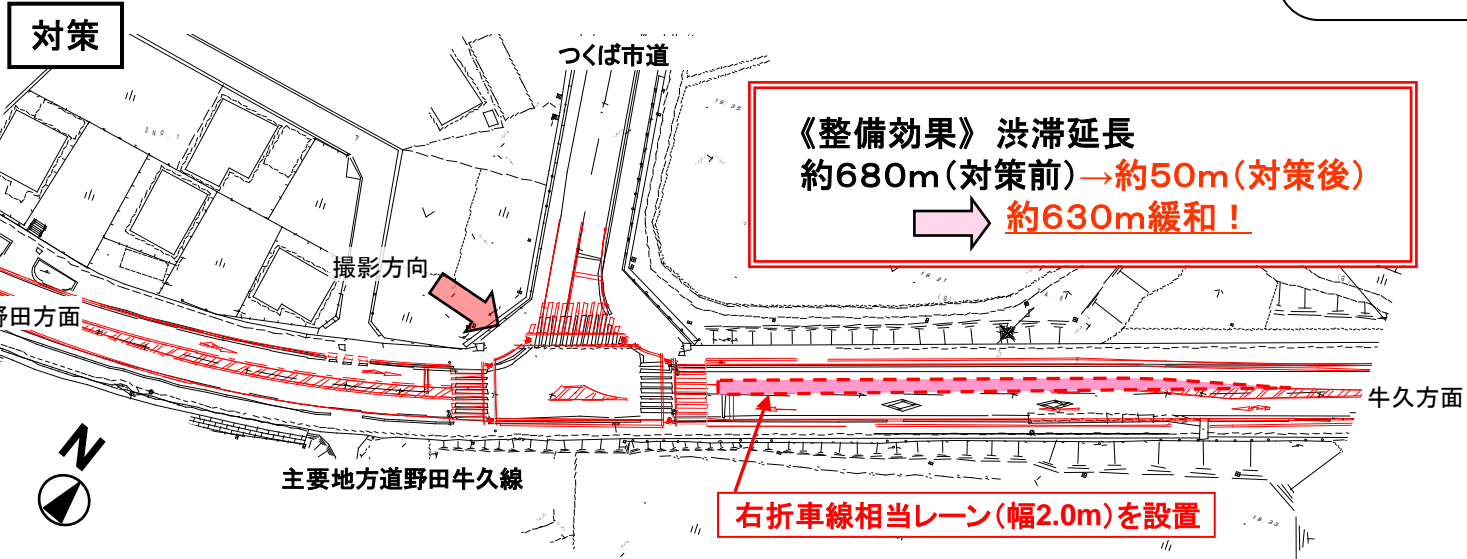 対策
つくば市道
《整備効果》 渋滞延長
約680m(対策前)→約50m(対策後)
約630m緩和!
撮影方向
野田方面
牛久方面
N
主要地方道野田牛久線
右折車線相当レーン(幅2.0m)を設置